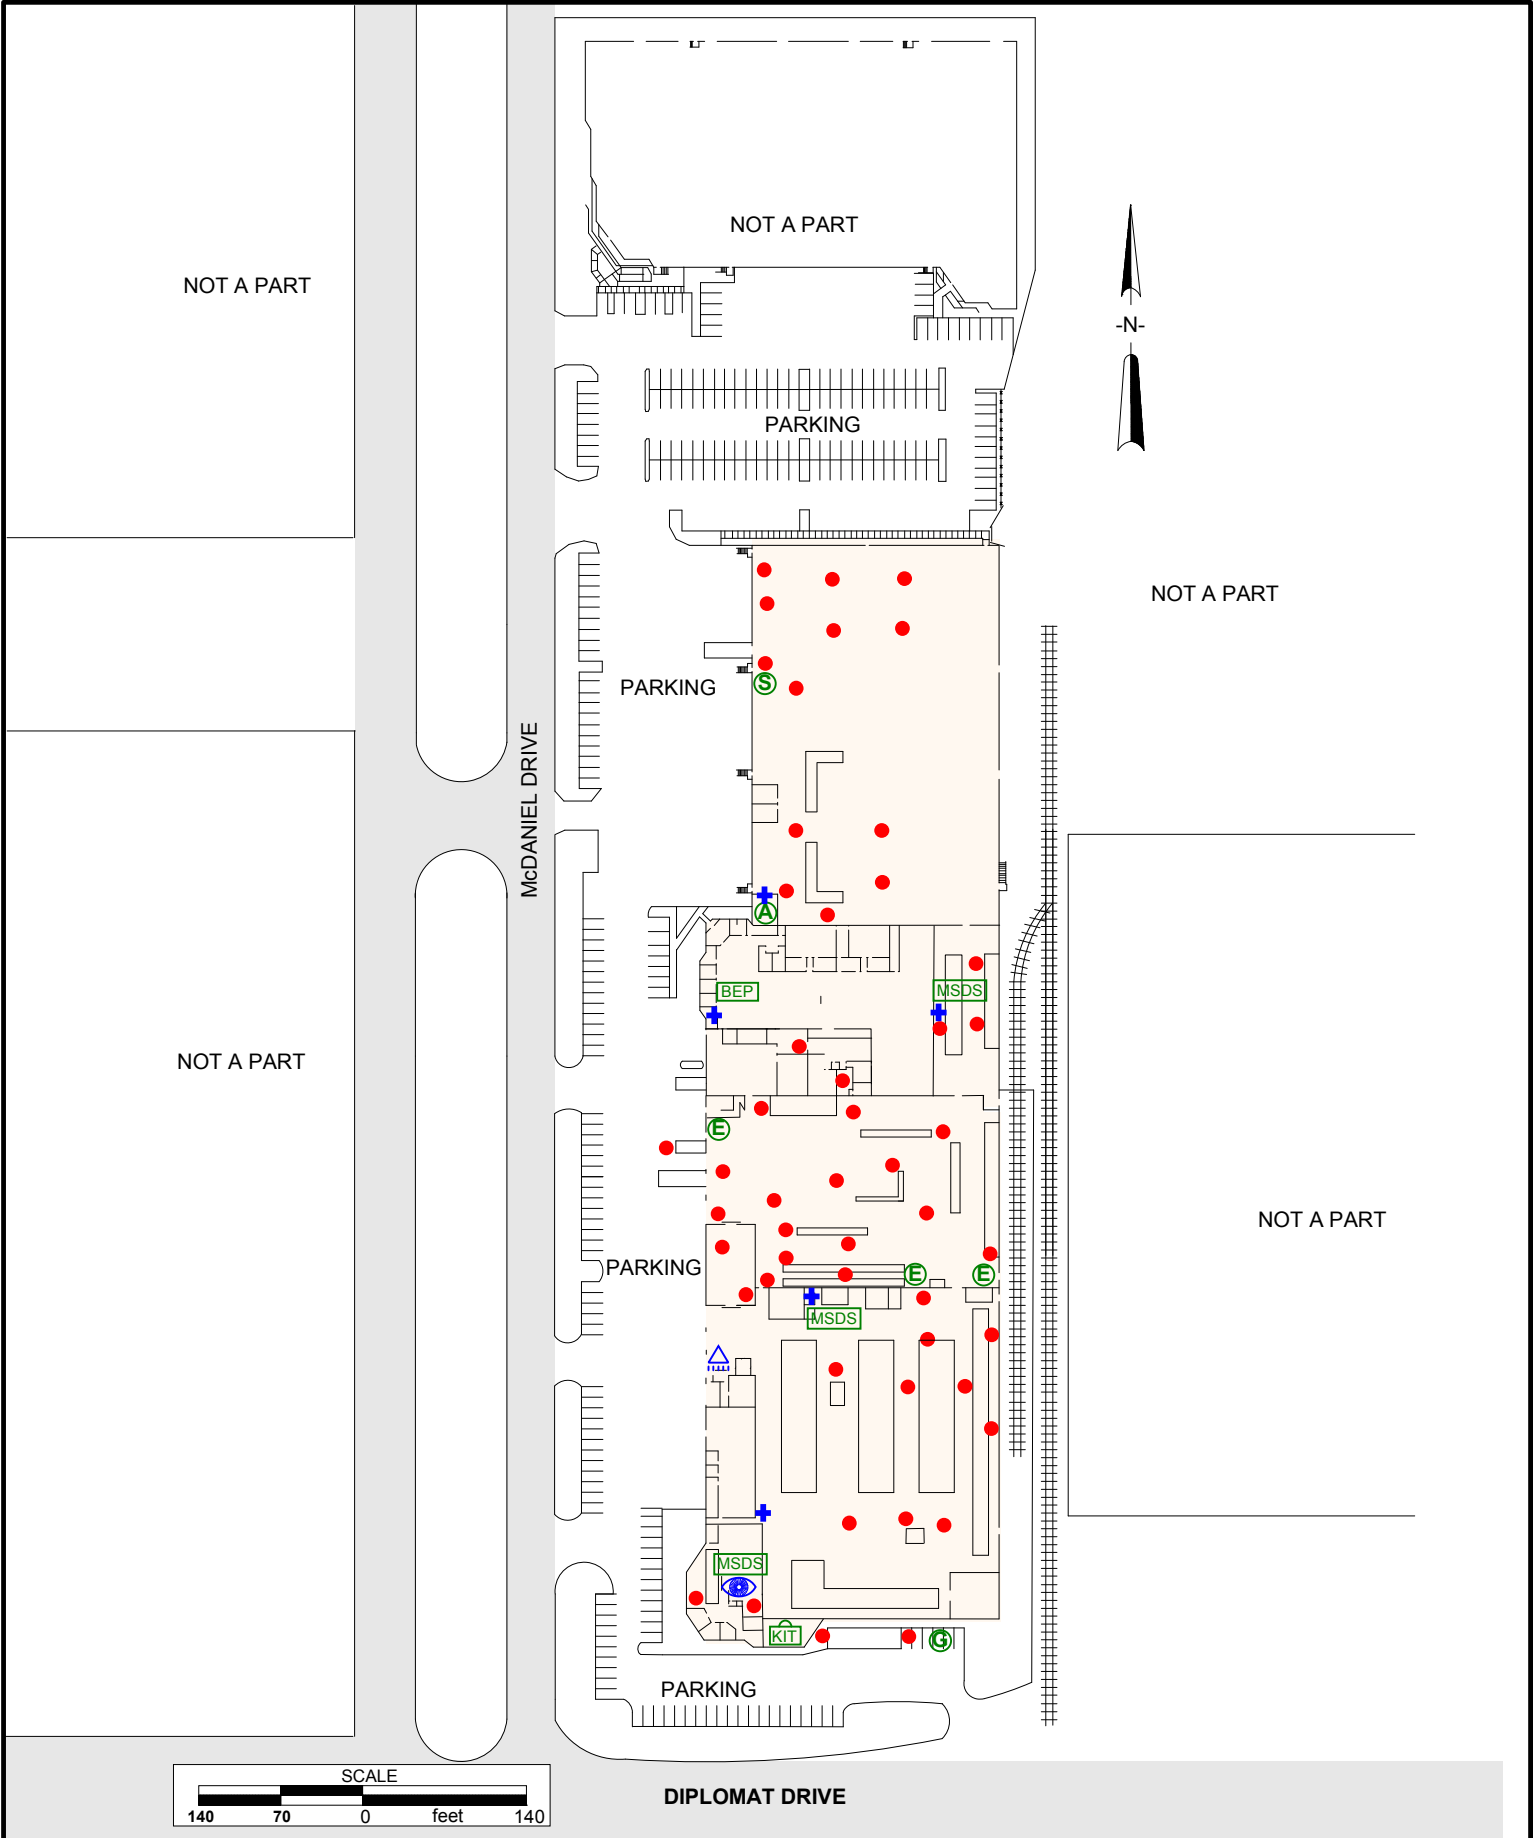 NOT A PART
NOT A PART
-N-
PARKING
NOT A PART
S
PARKING
McDANIEL DRIVE
A
BEP
MSDS
NOT A PART
E
NOT A PART
PARKING
E
E
MSDS
MSDS
KIT
G
PARKING
SCALE
140 70 0 feet 140
DIPLOMAT DRIVE